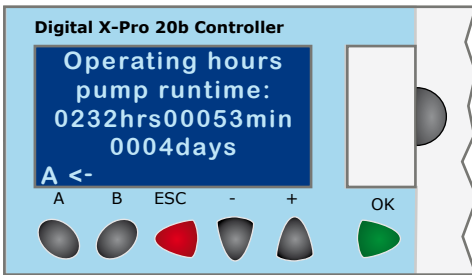 Digital X-Pro 20b Controller
Operating hours
pump runtime:
0232hrs00053min
0004days
A <-
A B ESC - + OK